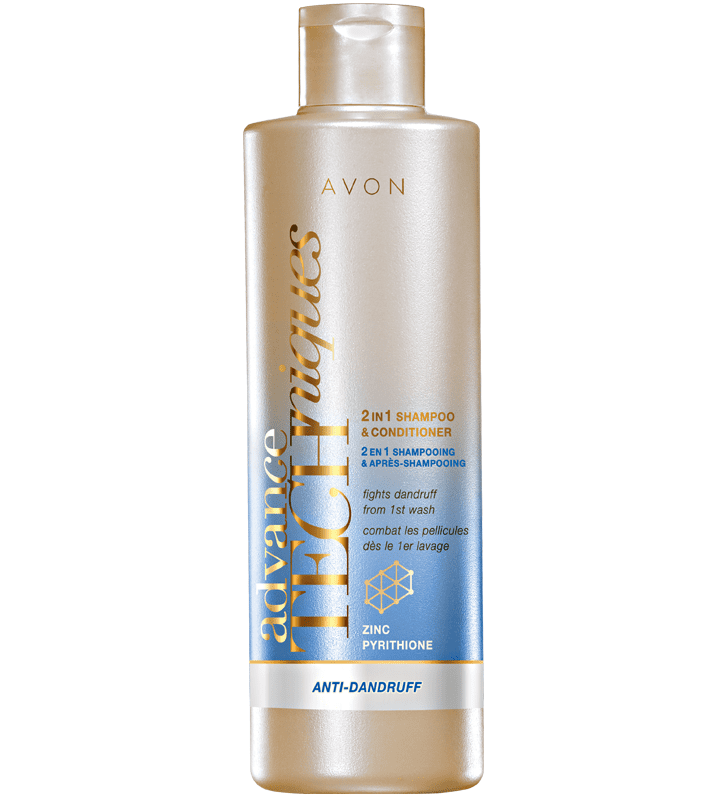 AVON
advance
TECHniques
2 IN 1 SHAMPOO
& CONDITIONER
2 EN 1 SHAMPOOING
& APRÈS-SHAMPOOING
fights dandruff
from 1st wash
combat les pellicules
dès le 1er lavage
ZINC
PYRITHIONE
ANTI-DANDRUFF